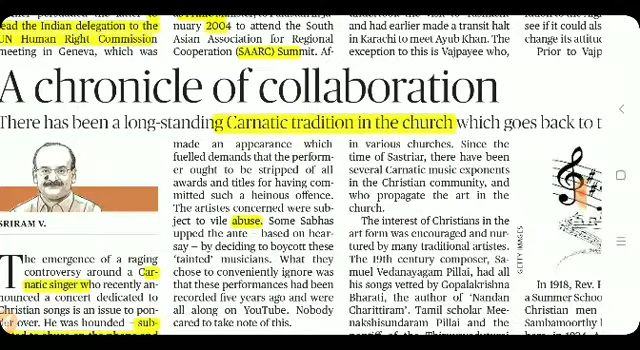 lead the Indian delegation to the
UN Human Right Commission
meeting in Geneva, which was
nuary 2004 to attend the South
Asian Association for Regional
Cooperation (SAARC) Summit. Af-
and had earlier made a transit halt
in Karachi to meet Ayub Khan. The
exception to this is Vajpayee who,
see if it could als
change its attitud
Prior to Vajp
A chronicle of collaboration
There has been a long-standing Carnatic tradition in the church which goes back to t
SRIRAM V.
The emergence of a raging
controversy around a Car-
natic singer who recently an-
nounced a concert dedicated to
Christian songs is an issue to pon-
der over. He was hounded – sub-
made an appearance which
fuelled demands that the perform-
er ought to be stripped of all
awards and titles for having com-
mitted such a heinous offence.
The artistes concerned were sub-
ject to vile abuse. Some Sabhas
upped the ante – based on hear-
say – by deciding to boycott these
‘tainted’ musicians. What they
chose to conveniently ignore was
that these performances had been
recorded five years ago and were
all along on YouTube. Nobody
cared to take note of this.
in various churches. Since the
time of Sastriar, there have been
several Carnatic music exponents
in the Christian community, and
who propagate the art in the
church.
The interest of Christians in the
art form was encouraged and nur-
tured by many traditional artistes.
The 19th century composer, Sa-
muel Vedanayagam Pillai, had all
his songs vetted by Gopalakrishna
Bharati, the author of ‘Nandan
Charittiram’. Tamil scholar Mee-
nakshisundaram Pillai and the
GETTY IMAGES
In 1918, Rev. P
a Summer Schoo
Christian men
Sambamoorthy